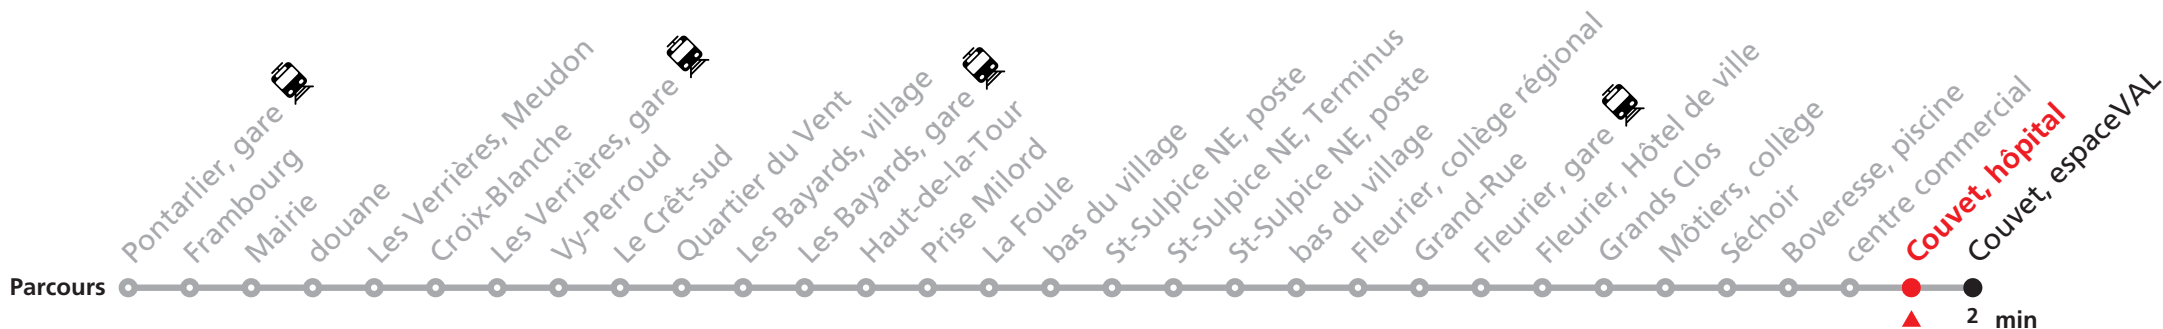 Pontarlier, gare
Frambourg
Mairie
douane
Les Verrières, Meudon
Croix-Blanche
Les Verrières, gare
Vy-Perroud
Le Crêt-sud
Quartier du Vent
Les Bayards, village
Les Bayards, gare
Haut-de-la-Tour
Prise Milord
La Foule
bas du village
St-Sulpice NE, poste
St-Sulpice NE, Terminus
St-Sulpice NE, poste
bas du village
Fleurier, collège régional
Grand-Rue
Fleurier, gare
Fleurier, Hôtel de ville
Grands Clos
Môtiers, collège
Séchoir
Boveresse, piscine
centre commercial
Couvet, hôpital
Couvet, espaceVAL
Parcours
2 min